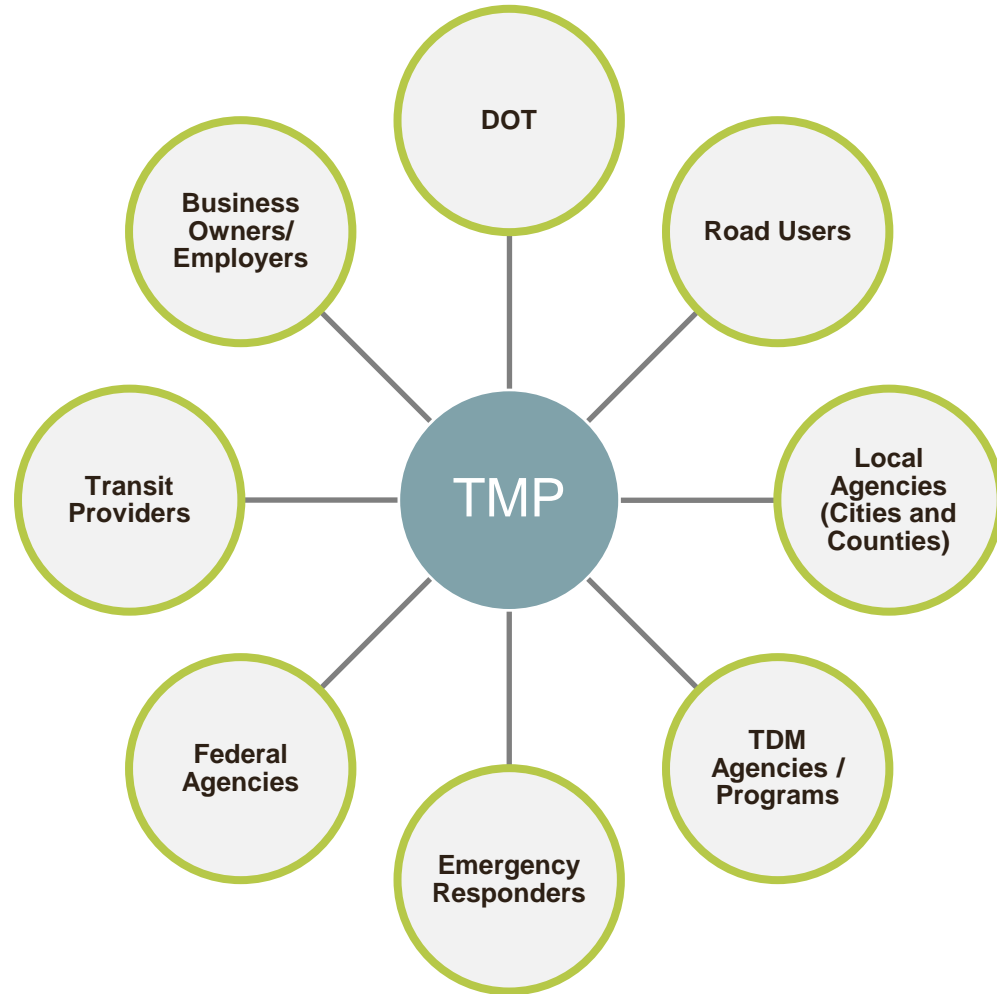 DOT
Road Users
Local
Agencies
(Cities and
Counties)
TDM
Agencies /
Programs
Emergency
Responders
Federal
Agencies
Transit
Providers
Business
Owners/
Employers
TMP